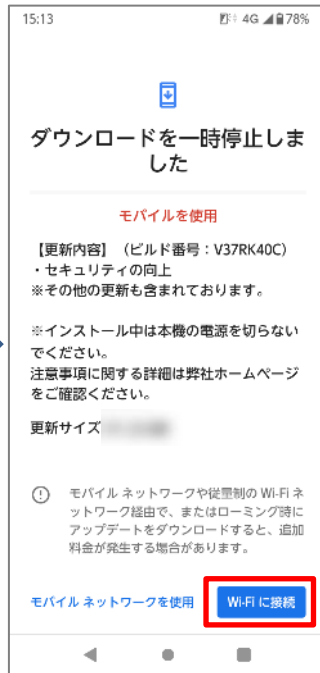 15:13 4G 78%
ダウンロードを一時停止しま
した
モバイルを使用
【更新内容】（ビルド番号：V37RK40C）
・セキュリティの向上
※その他の更新も含まれております。
※インストール中は本機の電源を切らない
でください。
注意事項に関する詳細は弊社ホームページ
をご確認ください。
更新サイズ
モバイル ネットワークや従量制の Wi-Fi ネ
ットワーク経由で、またはローミング時に
アップデートをダウンロードすると、追加
料金が発生する場合があります。
モバイル ネットワークを使用 Wi-Fi に接続